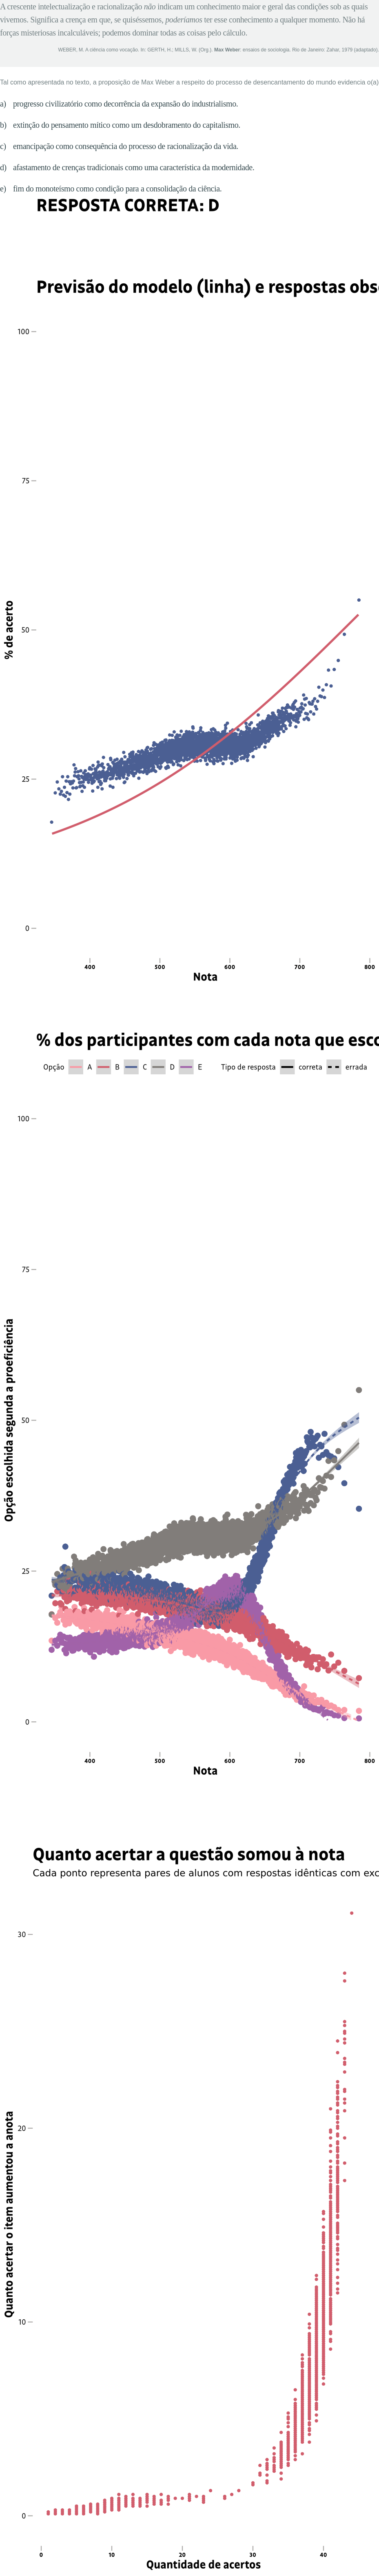 A crescente intelectualização e racionalização não indicam um conhecimento maior e geral das condições sob as quais
vivemos. Significa a crença em que, se quiséssemos, poderíamos ter esse conhecimento a qualquer momento. Não há
forças misteriosas incalculáveis; podemos dominar todas as coisas pelo cálculo.
WEBER, M. A ciência como vocação. In: GERTH, H.; MILLS, W. (Org.). Max Weber: ensaios de sociologia. Rio de Janeiro: Zahar, 1979 (adaptado).
Tal como apresentada no texto, a proposição de Max Weber a respeito do processo de desencantamento do mundo evidencia o(a)
a) progresso civilizatório como decorrência da expansão do industrialismo.
b) extinção do pensamento mítico como um desdobramento do capitalismo.
c) emancipação como consequência do processo de racionalização da vida.
d) afastamento de crenças tradicionais como uma característica da modernidade.
e) fim do monoteísmo como condição para a consolidação da ciência.
RESPOSTA CORRETA: D
Previsão do modelo (linha) e respostas obs
100
75
50
25
0
% de acerto
400 500 600 700 800
Nota
% dos participantes com cada nota que esco
Opção A B C D E Tipo de resposta correta errada
100
75
50
25
0
Opção escolhida segunda a proeficiência
400 500 600 700 800
Nota
Quanto acertar a questão somou à nota
Cada ponto representa pares de alunos com respostas idênticas com exc
30
20
10
0
Quanto acertar o item aumentou a anota
0 10 20 30 40
Quantidade de acertos